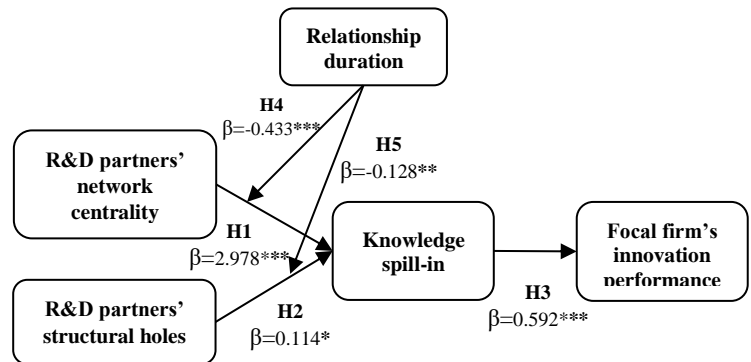 Relationship
duration
H4
β=-0.433***
H5
β=-0.128**
R&D partners’
network
centrality
H1
β=2.978***
Knowledge
spill-in
Focal firm’s
innovation
performance
H3
β=0.592***
R&D partners’
structural holes
H2
β=0.114*